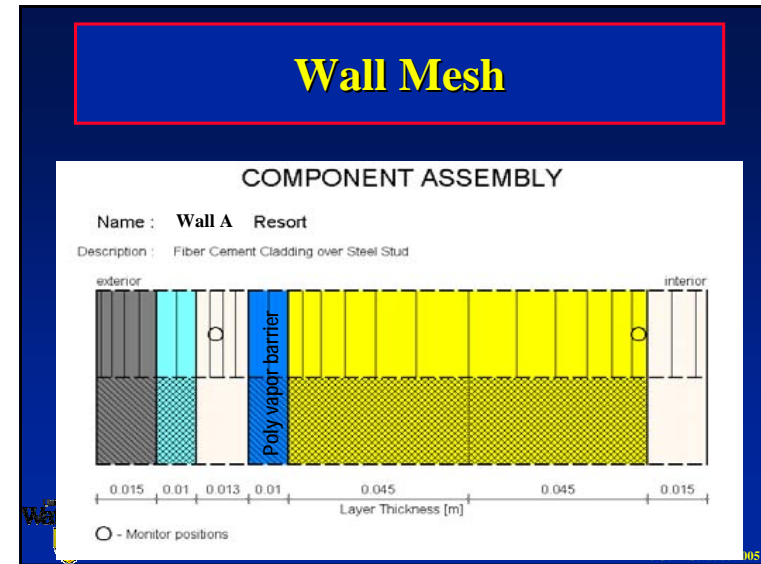 Wall Mesh
COMPONENT ASSEMBLY
Name : Wall A Resort
Description : Fiber Cement Cladding over Steel Stud
exterior interior
Poly vapor barrier
0.015 0.01 0.013 0.01 0.045 0.045 0.015
Layer Thickness [m]
O - Monitor positions